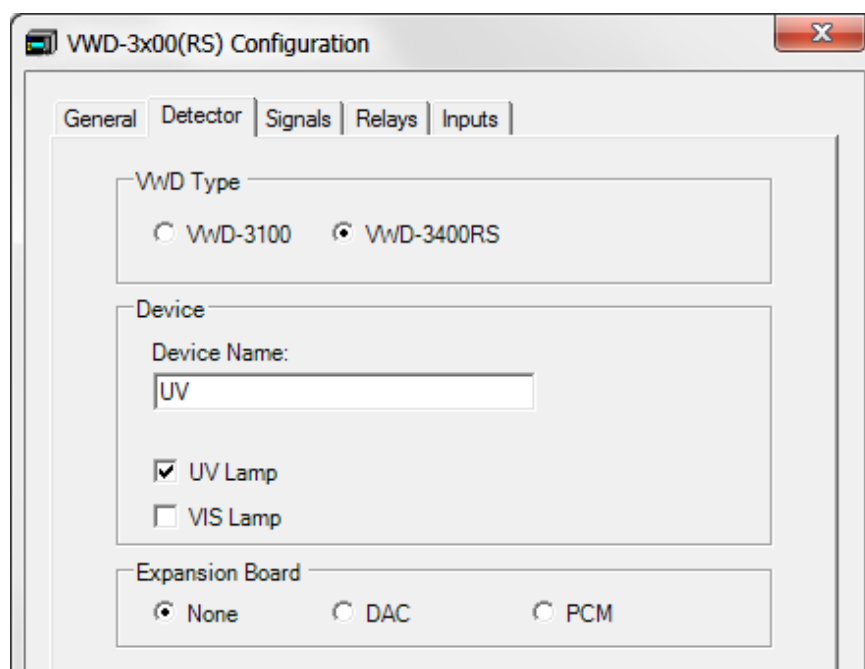 VWD-3x00(RS) Configuration
General Detector Signals Relays Inputs
VWD Type
VWD-3100 VWD-3400RS
Device
Device Name:
UV
UV Lamp
VIS Lamp
Expansion Board
None DAC PCM